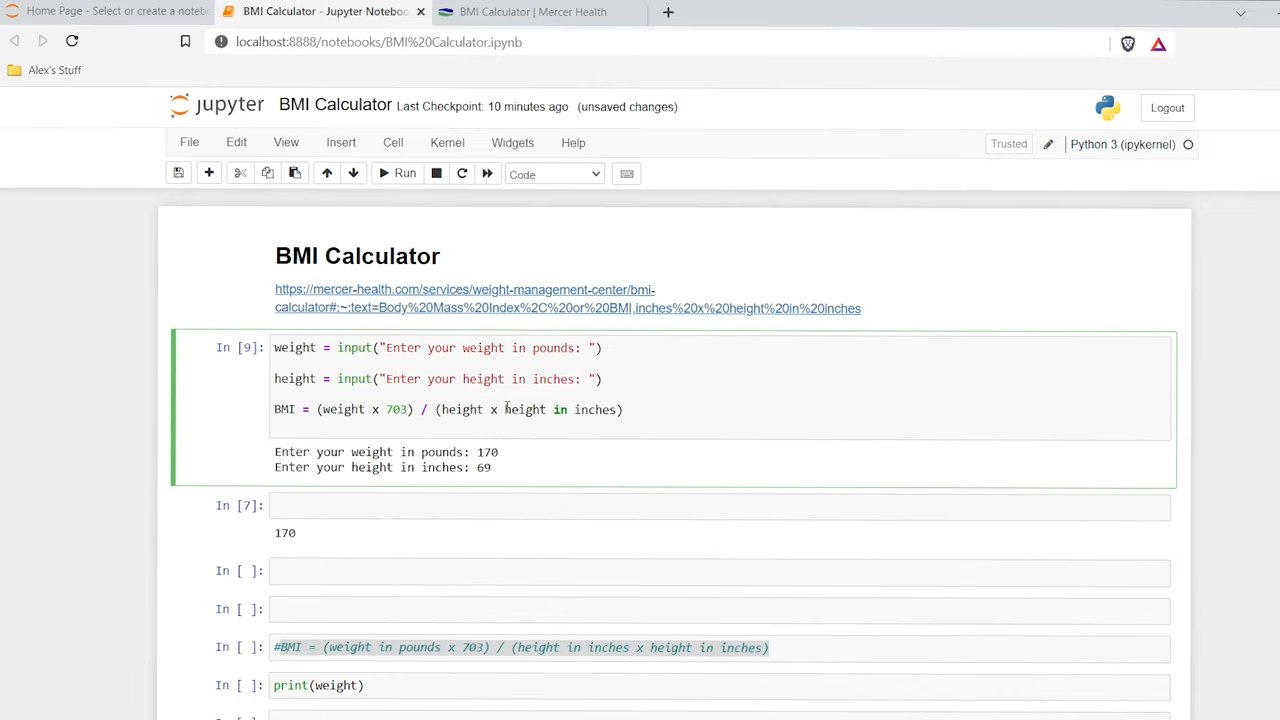 Home Page - Select or create a noteb
BMI Calculator - Jupyter Noteboo
BMI Calculator | Mercer Health
localhost:8888/notebooks/BMI%20Calculator.ipynb
Alex's Stuff
jupyter BMI Calculator Last Checkpoint: 10 minutes ago (unsaved changes)
Logout
File Edit View Insert Cell Kernel Widgets Help
Trusted
Python 3 (ipykernel)
Run
Code
BMI Calculator
https://mercer-health.com/services/weight-management-center/bmi-
calculator#:~:text=Body%20Mass%20Index%2C%20or%20BMI,inches%20x%20height%20in%20inches
In [9]: weight = input("Enter your weight in pounds: ")
height = input("Enter your height in inches: ")
BMI = (weight x 703) / (height x height in inches)
Enter your weight in pounds: 170
Enter your height in inches: 69
In [7]:
170
In [ ]:
In [ ]:
In [ ]: #BMI = (weight in pounds x 703) / (height in inches x height in inches)
In [ ]: print(weight)